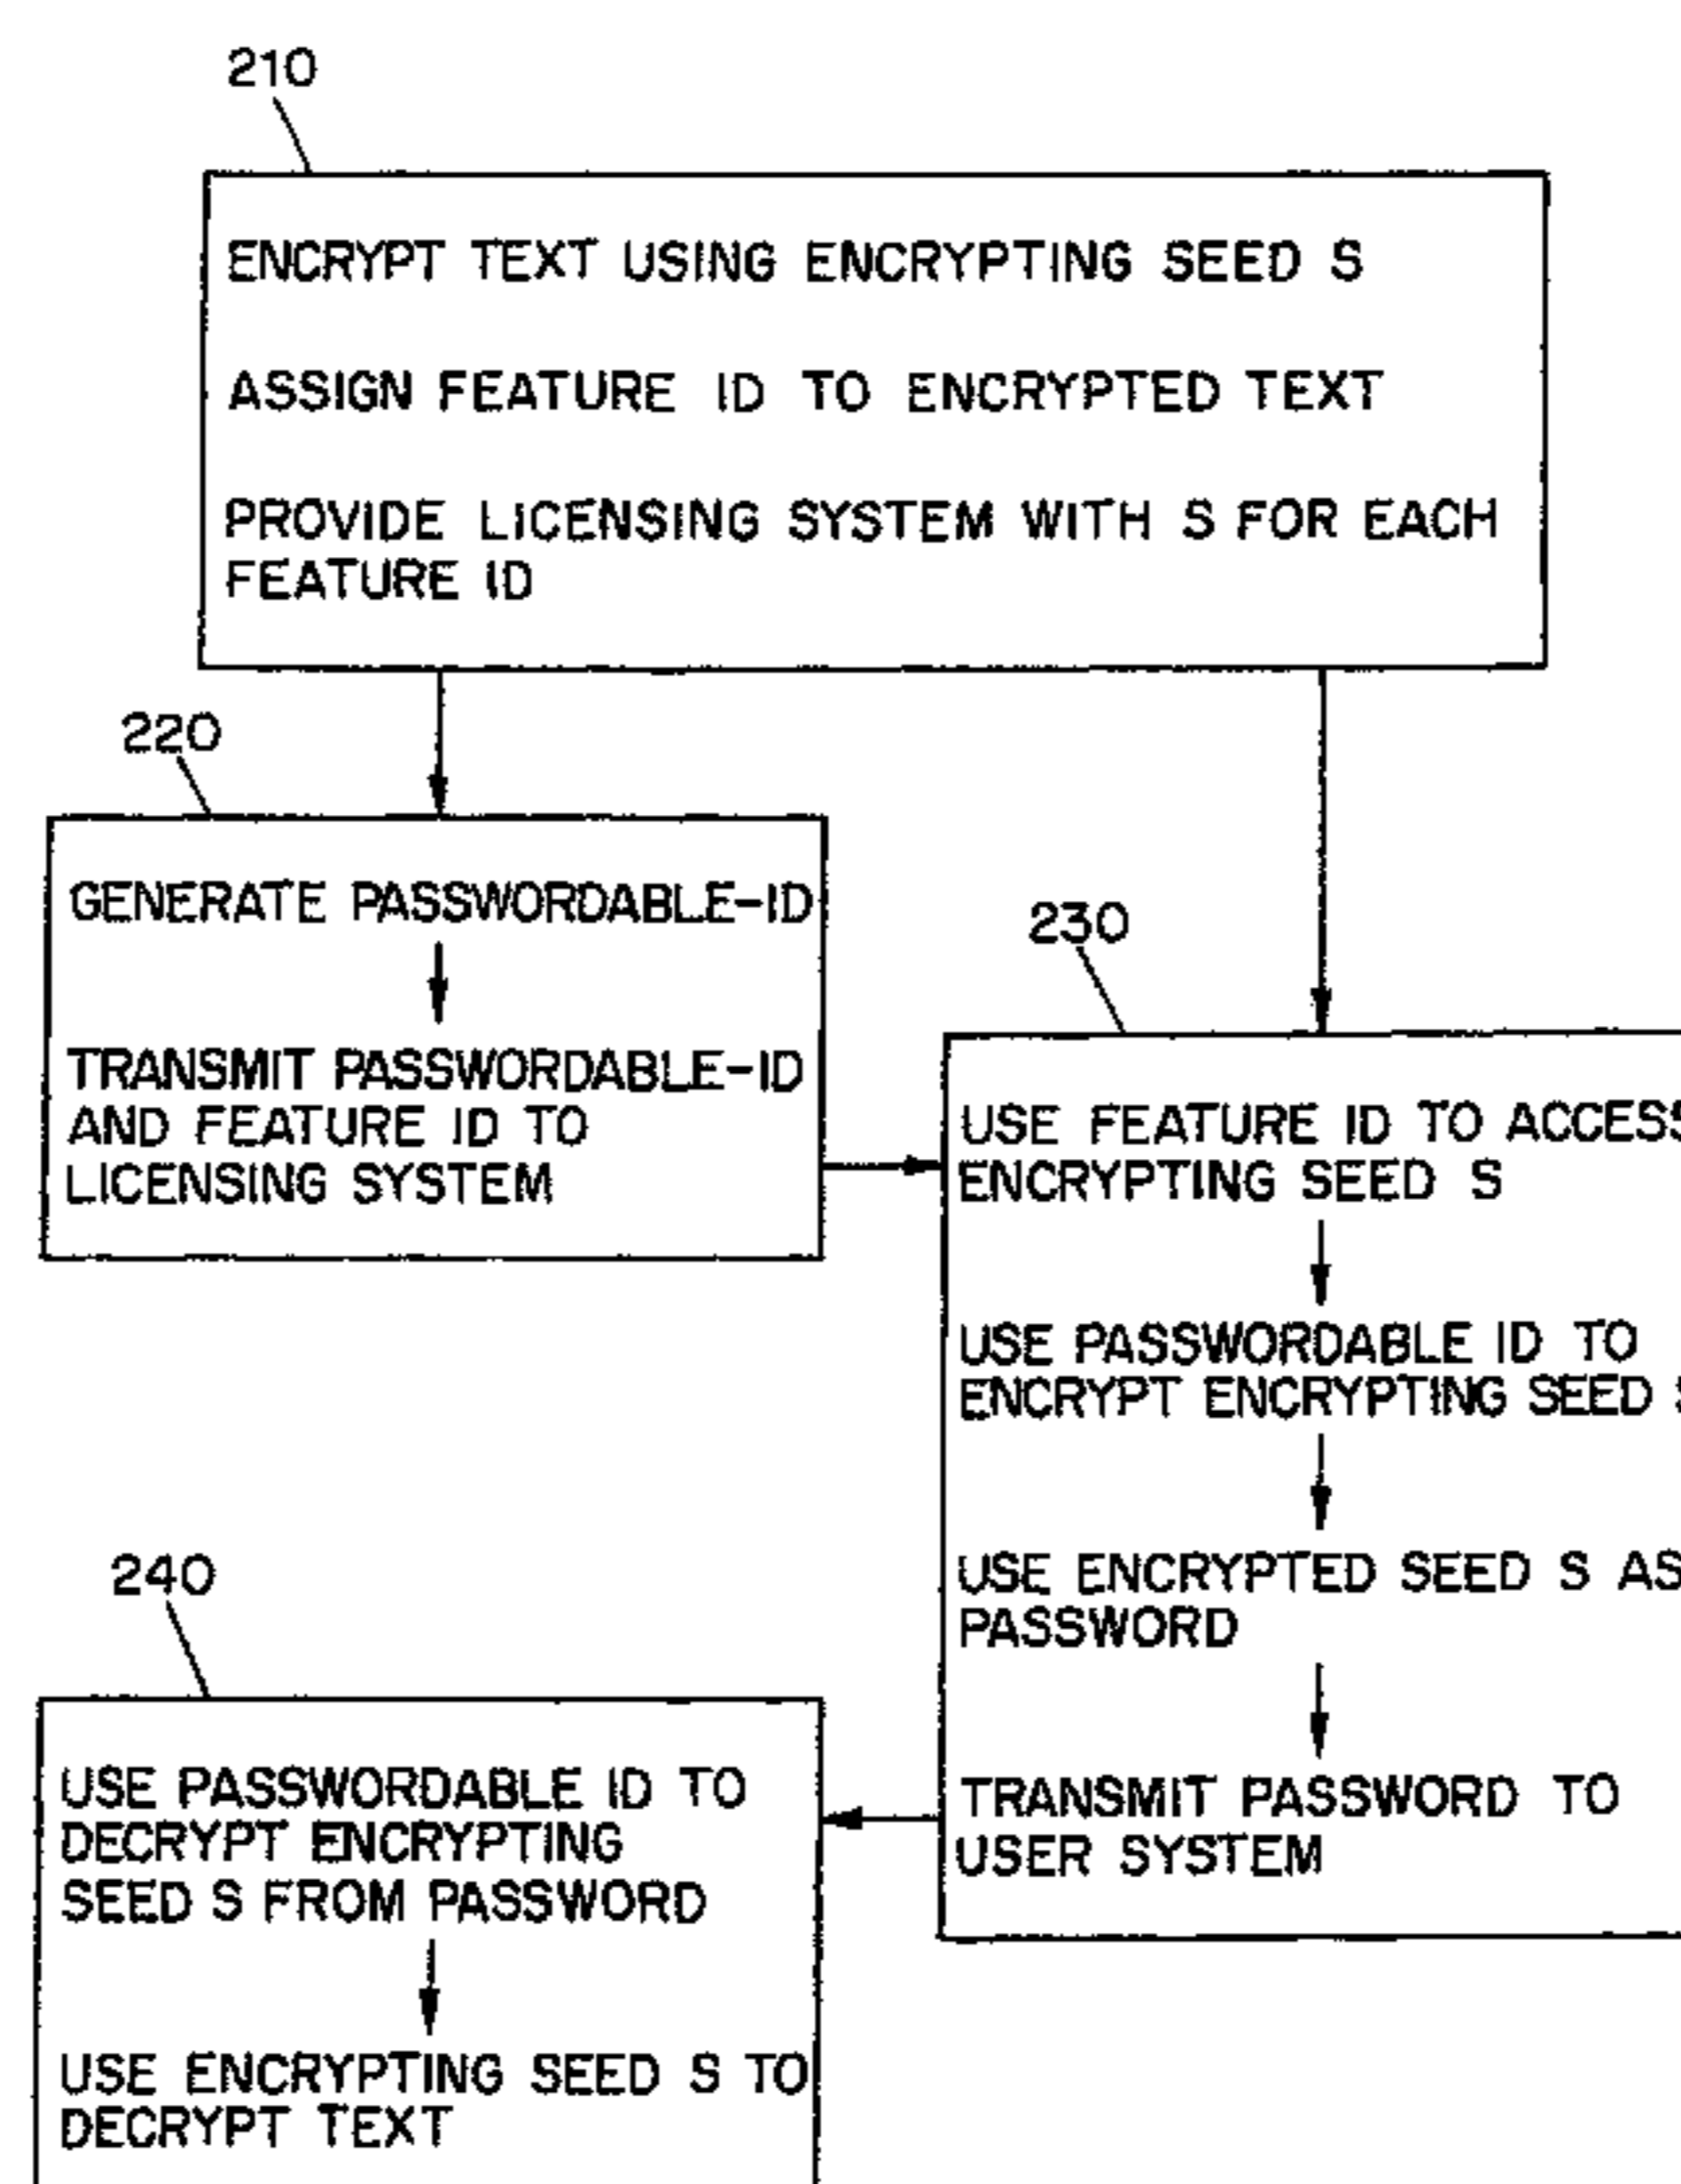 210
ENCRYPT TEXT USING ENCRYPTING SEED S
ASSIGN FEATURE ID TO ENCRYPTED TEXT
PROVIDE LICENSING SYSTEM WITH S FOR EACH
FEATURE ID
220
GENERATE PASSWORDABLE-ID
TRANSMIT PASSWORDABLE-ID
AND FEATURE ID TO
LICENSING SYSTEM
230
USE FEATURE ID TO ACCESS
ENCRYPTING SEED S
USE PASSWORDABLE ID TO
ENCRYPT ENCRYPTING SEED S
USE ENCRYPTED SEED S AS
PASSWORD
TRANSMIT PASSWORD TO
USER SYSTEM
240
USE PASSWORDABLE ID TO
DECRYPT ENCRYPTING
SEED S FROM PASSWORD
USE ENCRYPTING SEED S TO
DECRYPT TEXT